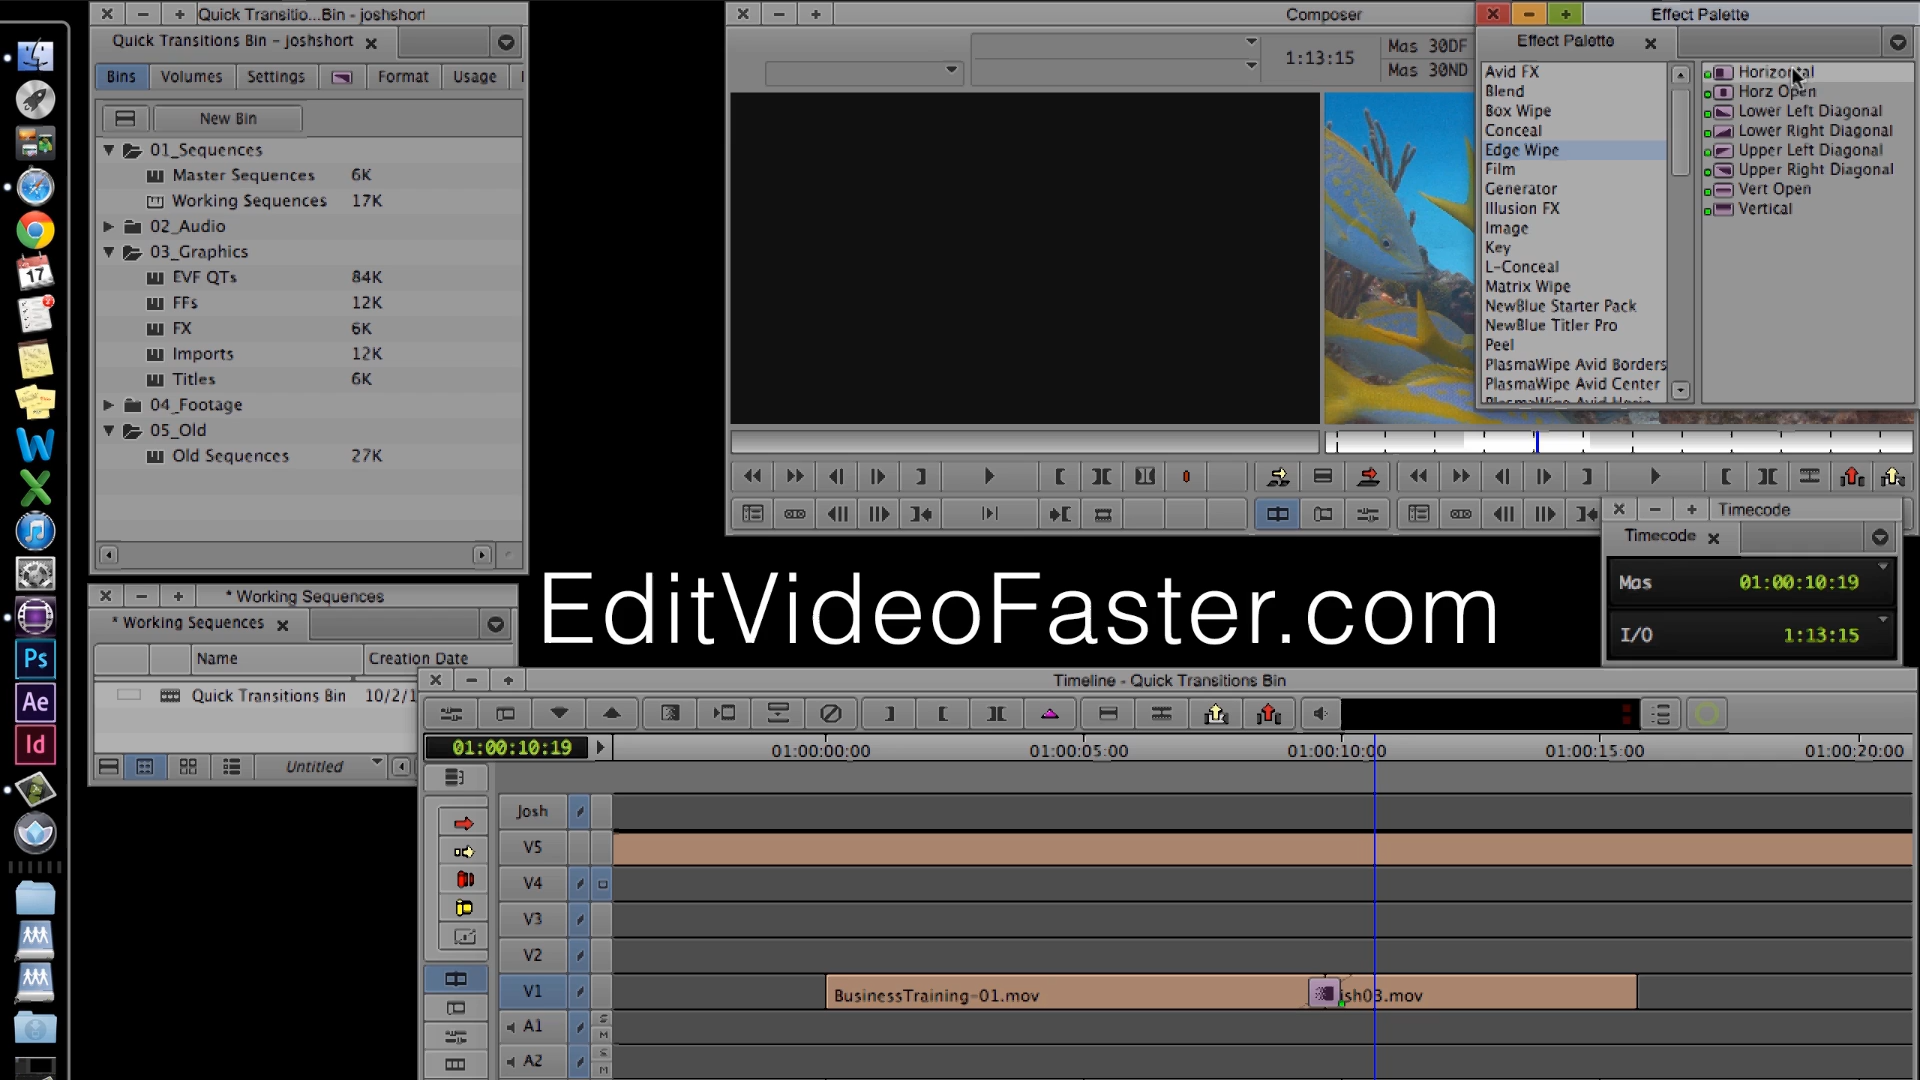 Quick Transitio...Bin - joshshort
Quick Transitions Bin - joshshort
Bins Volumes Settings Format Usage
New Bin
01_Sequences
Master Sequences 6K
Working Sequences 17K
02_Audio
03_Graphics
EVF QTs 84K
FFs 12K
FX 6K
Imports 12K
Titles 6K
04_Footage
05_Old
Old Sequences 27K
Composer
1:13:15
Mas 30DF
Mas 30ND
Effect Palette
Effect Palette
Avid FX
Blend
Box Wipe
Conceal
Edge Wipe
Film
Generator
Illusion FX
Image
Key
L-Conceal
Matrix Wipe
NewBlue Starter Pack
NewBlue Titler Pro
Peel
PlasmaWipe Avid Borders
PlasmaWipe Avid Center
Horizontal
Horz Open
Lower Left Diagonal
Lower Right Diagonal
Upper Left Diagonal
Upper Right Diagonal
Vert Open
Vertical
Timecode
Timecode
Mas 01:00:10:19
I/O 1:13:15
* Working Sequences
* Working Sequences
Name Creation Date
Quick Transitions Bin 10/2/1
Untitled
EditVideoFaster.com
Timeline - Quick Transitions Bin
01:00:10:19
01:00:00:00 01:00:05:00 01:00:10:00 01:00:15:00 01:00:20:00
Josh
V5
V4
V3
V2
V1
BusinessTraining-01.mov
ish03.mov
A1
S
M
A2
S
M
17
2
W
X
Ps
Ae
Id